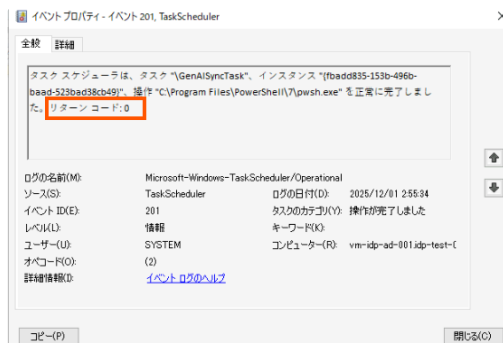 イベント プロパティ - イベント 201, TaskScheduler
全般 詳細
タスク スケジューラは、タスク "\GenAISyncTask"、インスタンス "{fbadd835-153b-496b-
baad-523bad38cb49}"、操作 "C:\Program Files\PowerShell\7\pwsh.exe" を正常に完了しまし
た。リターン コード: 0
ログの名前(M): Microsoft-Windows-TaskScheduler/Operational
ソース(S): TaskScheduler ログの日付(D): 2025/12/01 2:55:34
イベント ID(E): 201 タスクのカテゴリ(Y): 操作が完了しました
レベル(L): 情報 キーワード(K):
ユーザー(U): SYSTEM コンピューター(R): vm-idp-ad-001.idp-test-
オペコード(O): (2)
詳細情報(I): イベント ログのヘルプ
コピー(P) 閉じる(C)